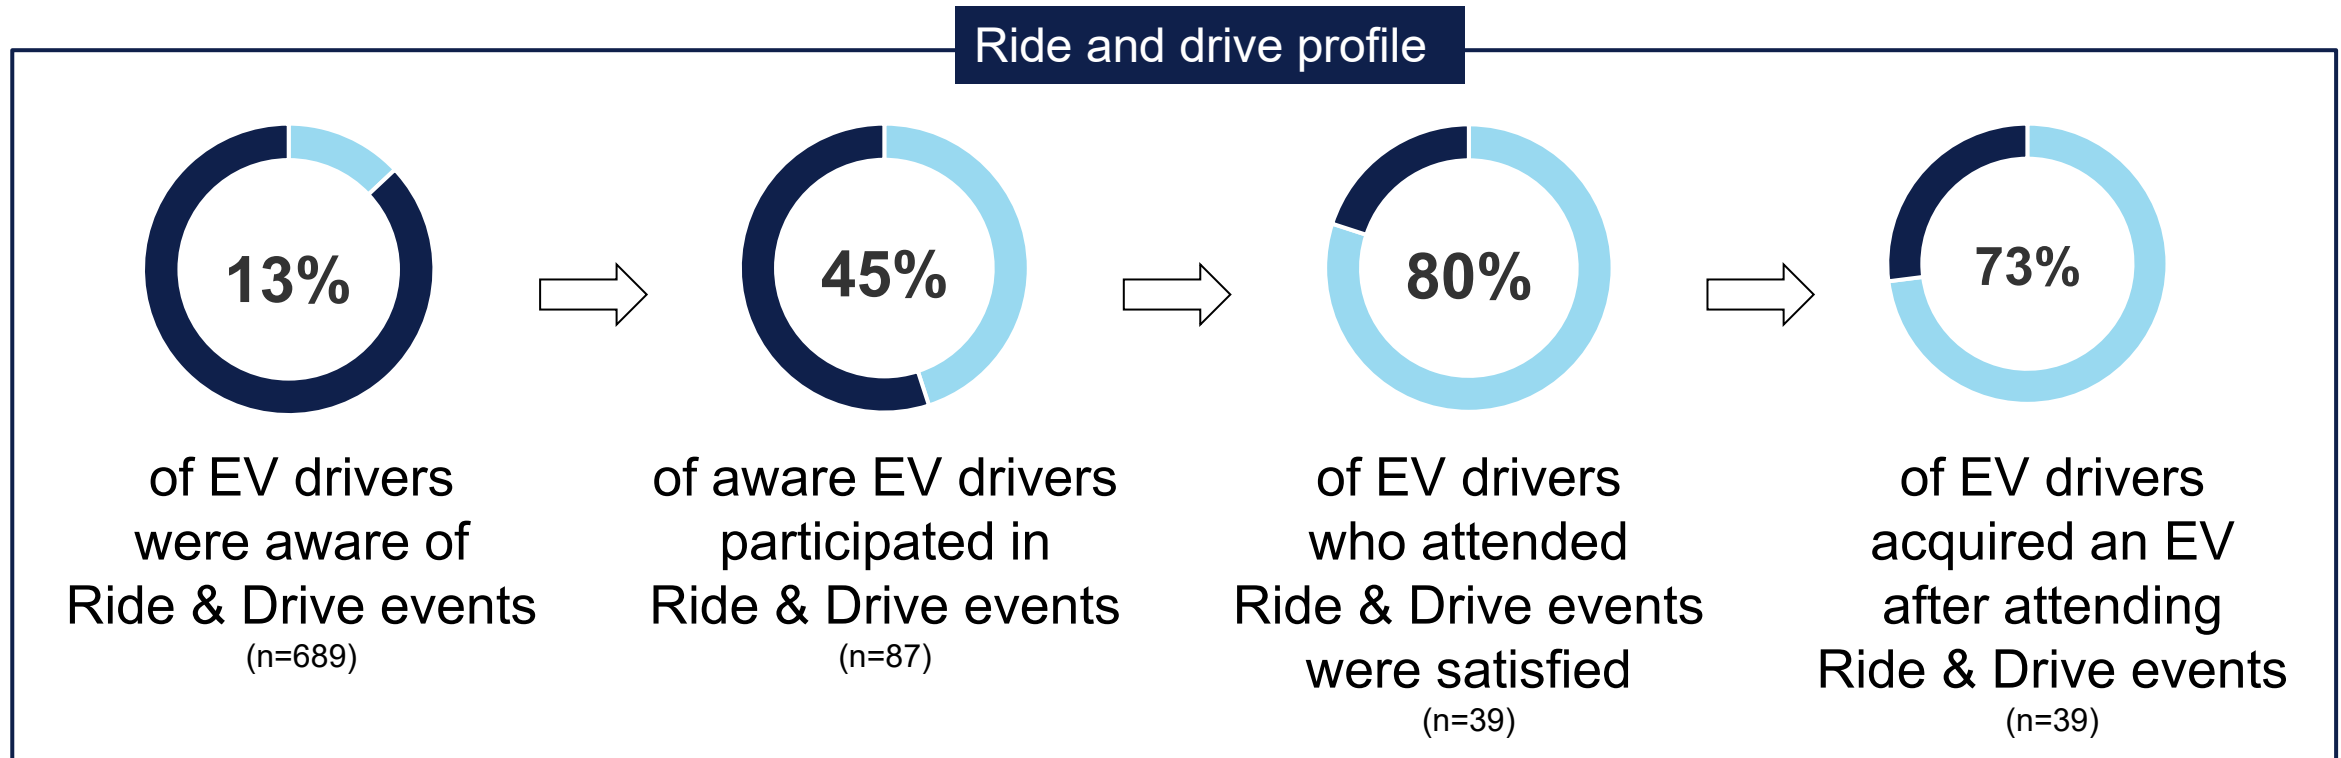 Ride and drive profile
13%
of EV drivers
were aware of
Ride & Drive events
(n=689)
45%
of aware EV drivers
participated in
Ride & Drive events
(n=87)
80%
of EV drivers
who attended
Ride & Drive events
were satisfied
(n=39)
73%
of EV drivers
acquired an EV
after attending
Ride & Drive events
(n=39)